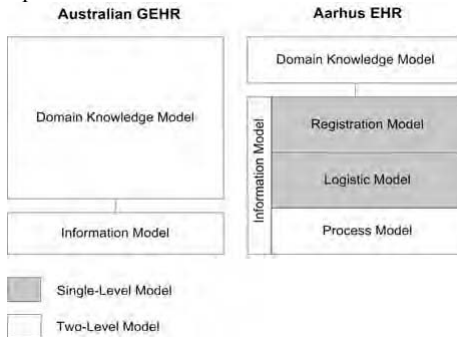 Australian GEHR
Aarhus EHR
Domain Knowledge Model
Information Model
Domain Knowledge Model
Information Model
Registration Model
Logistic Model
Process Model
Single-Level Model
Two-Level Model